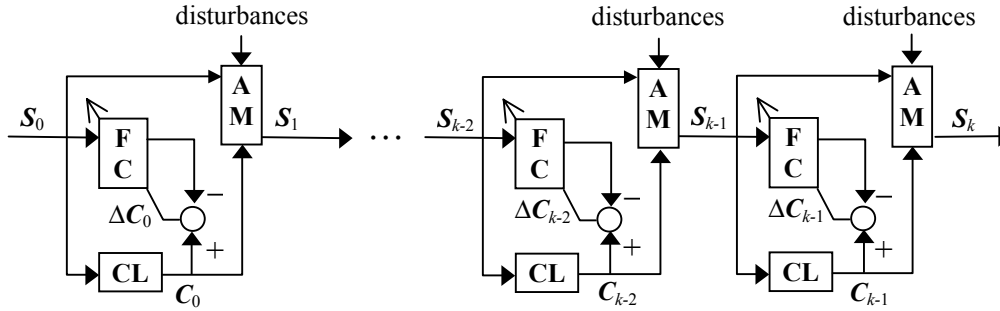 disturbances
disturbances
disturbances
A
M
A
M
A
M
S0
S1
...
Sk-2
Sk-1
Sk
F
C
F
C
F
C
−
−
−
ΔC0
ΔCk-2
ΔCk-1
+
+
+
CL
CL
CL
C0
Ck-2
Ck-1